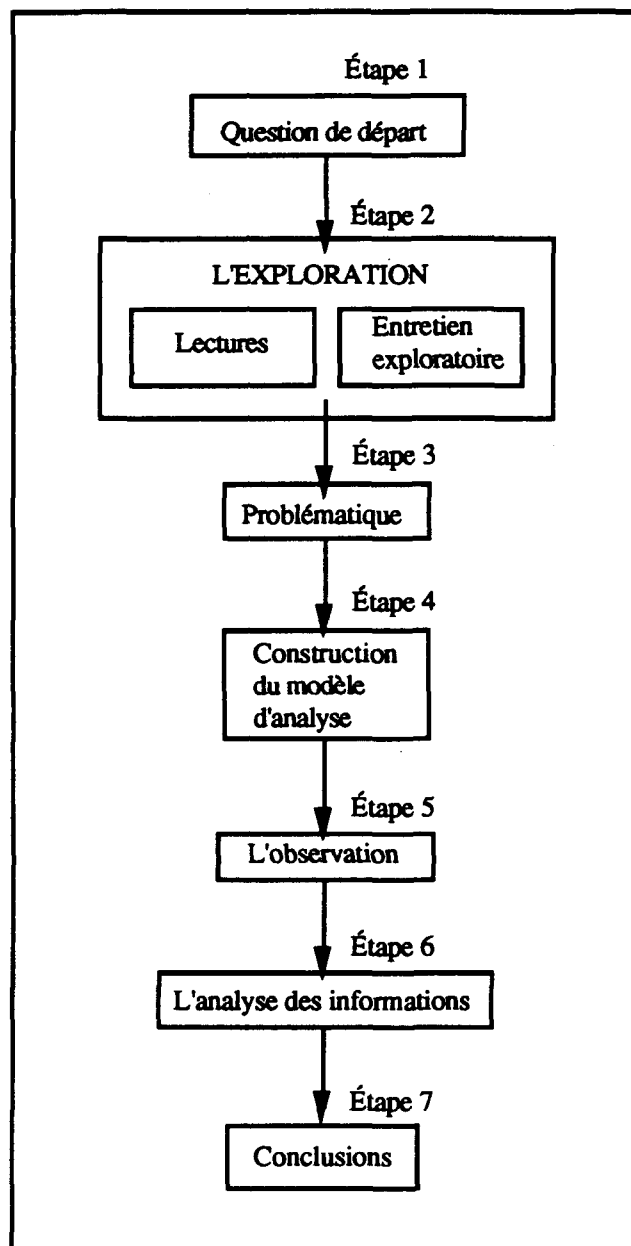 Étape 1
Question de départ
Étape 2
L'EXPLORATION
Lectures
Entretien
exploratoire
Étape 3
Problématique
Étape 4
Construction
du modèle
d'analyse
Étape 5
L'observation
Étape 6
L'analyse des informations
Étape 7
Conclusions